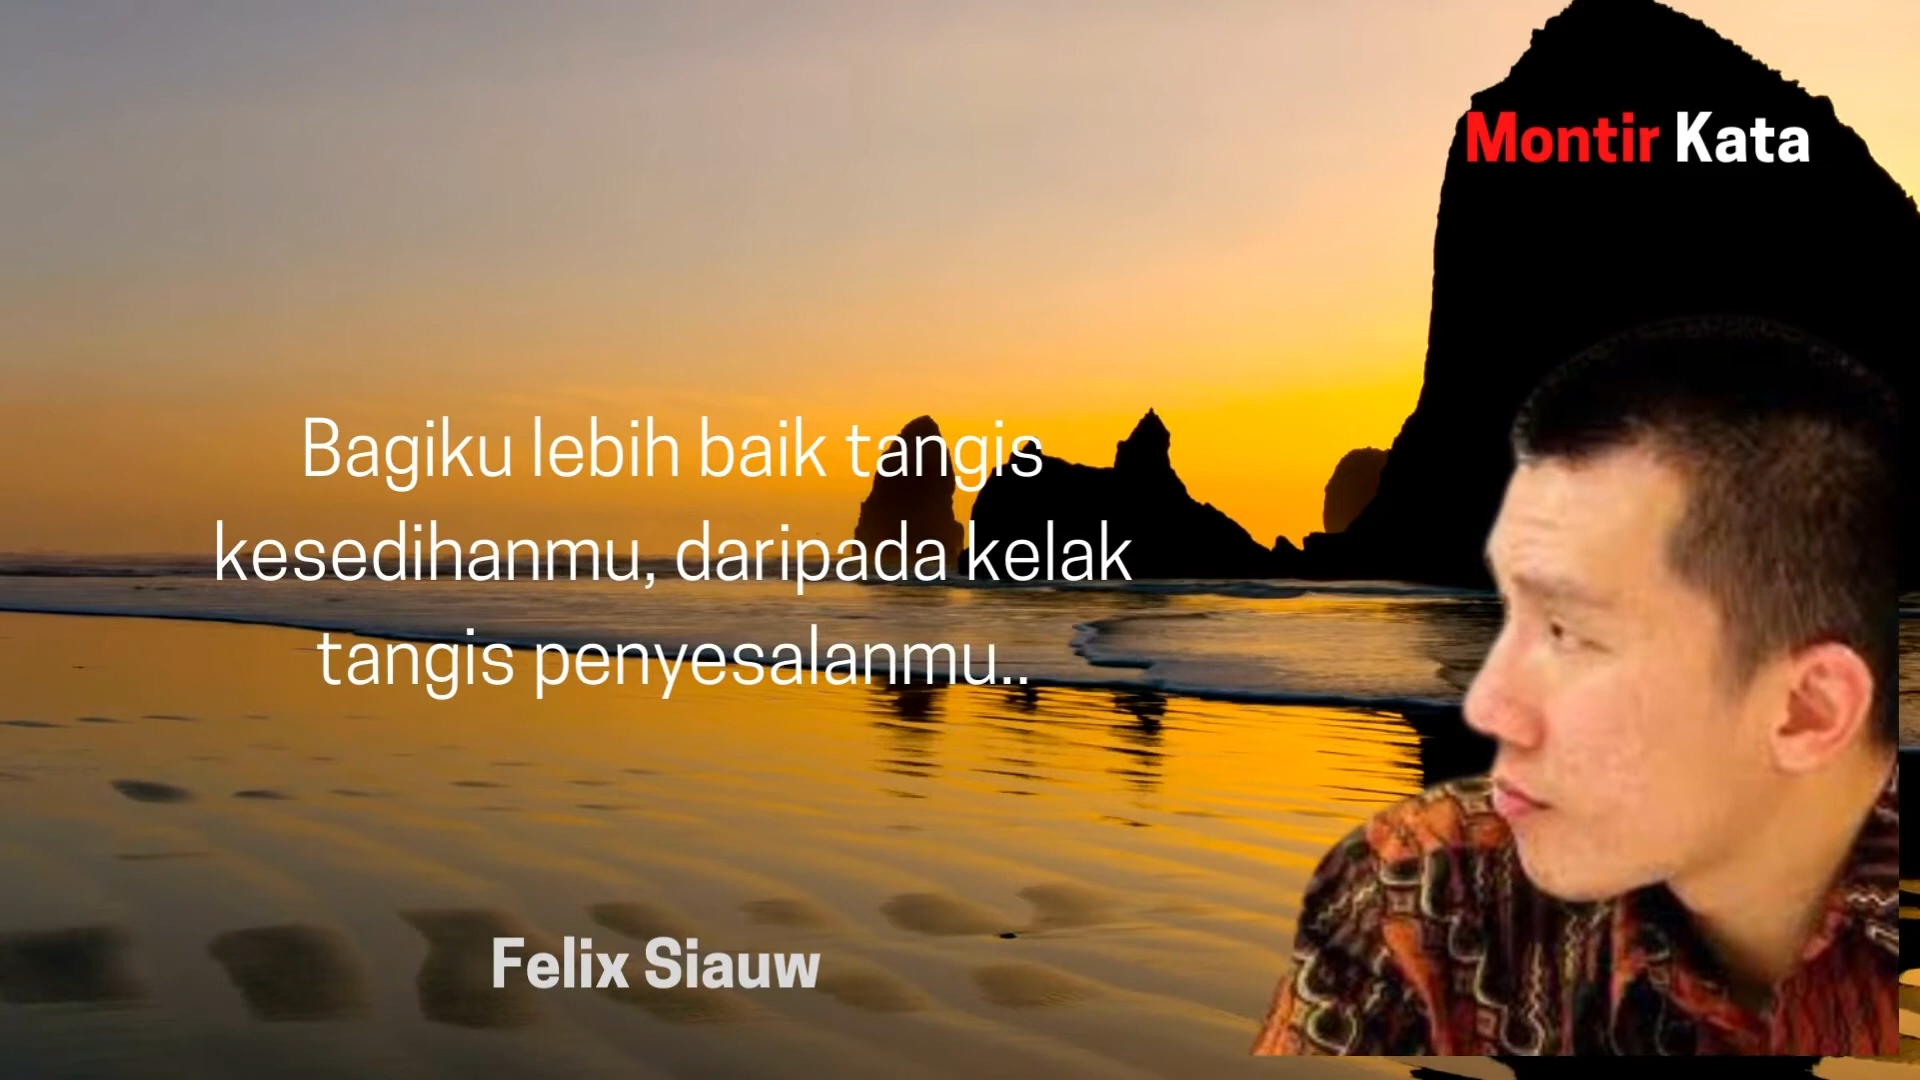 Montir Kata
Bagiku lebih baik tangis
kesedihanmu, daripada kelak
tangis penyesalanmu..
Felix Siauw